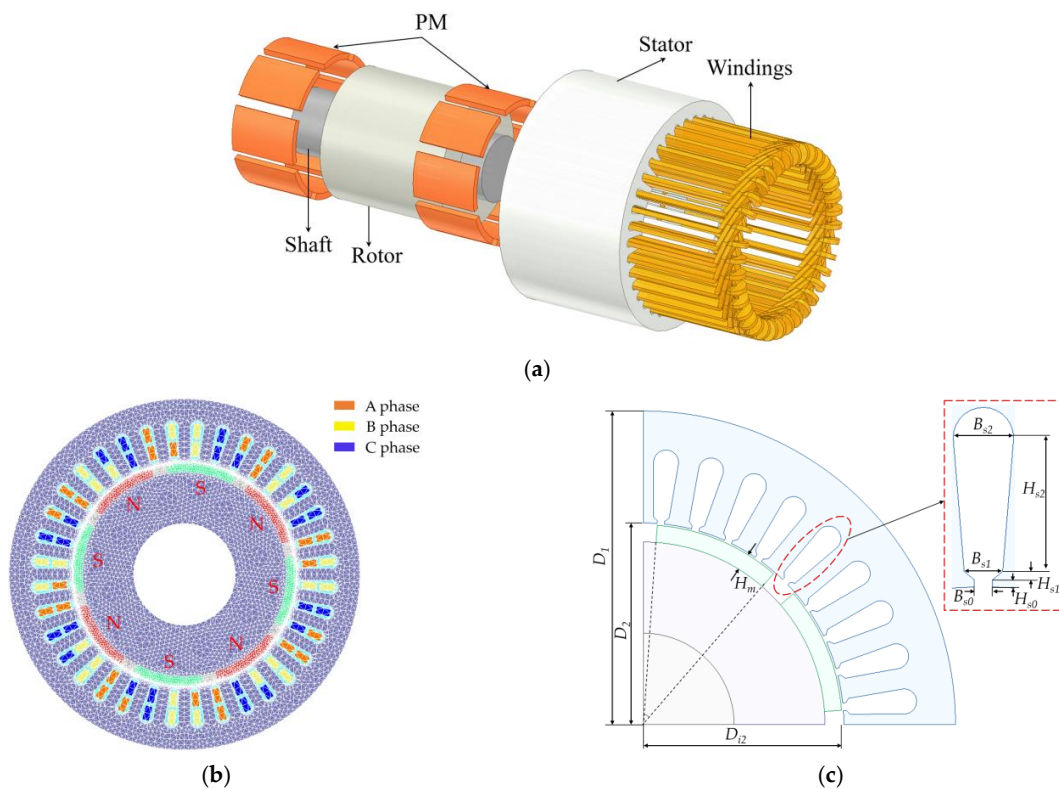 PM
Stator
Windings
Shaft
Rotor
(a)
A phase
B phase
C phase
S
N
N
S
S
N
N
S
(b)
D1
D2
Hm
Di2
Bs2
Hs2
Bs1
Hs1
Bs0
Hs0
(c)